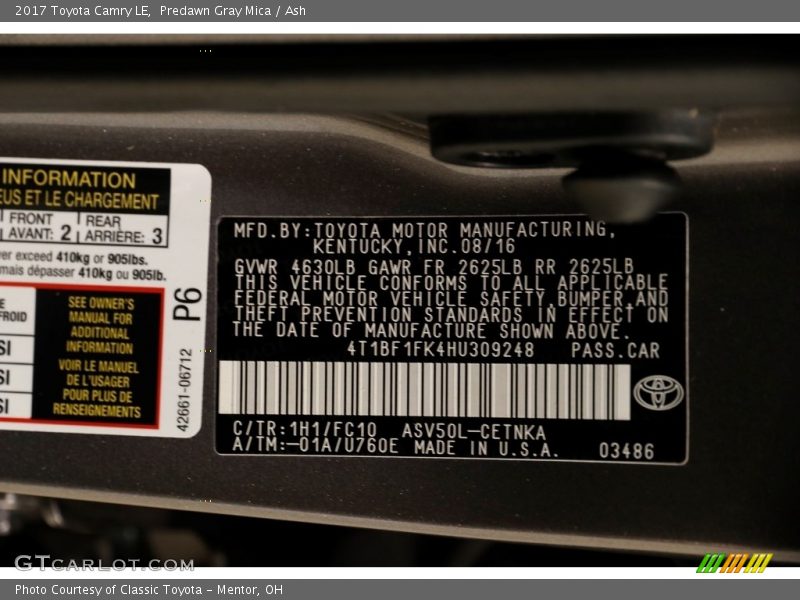 2017 Toyota Camry LE, Predawn Gray Mica / Ash
INFORMATION
EUS ET LE CHARGEMENT
FRONT
AVANT: 2
REAR
ARRIÈRE: 3
er exceed 410kg or 905lbs.
mais dépasser 410kg ou 905lb.
SEE OWNER'S
MANUAL FOR
ADDITIONAL
INFORMATION
VOIR LE MANUEL
DE L'USAGER
POUR PLUS DE
RENSEIGNEMENTS
P6
42661-06712
MFD.BY:TOYOTA MOTOR MANUFACTURING,
KENTUCKY,INC.08/16
GVWR 4630LB GAWR FR 2625LB RR 2625LB
THIS VEHICLE CONFORMS TO ALL APPLICABLE
FEDERAL MOTOR VEHICLE SAFETY,BUMPER,AND
THEFT PREVENTION STANDARDS IN EFFECT ON
THE DATE OF MANUFACTURE SHOWN ABOVE.
4T1BF1FK4HU309248 PASS.CAR
C/TR:1H1/FC10 ASV50L-CETNKA
A/TM:-01A/U760E MADE IN U.S.A. 03486
GTCARLOT.COM
Photo Courtesy of Classic Toyota - Mentor, OH